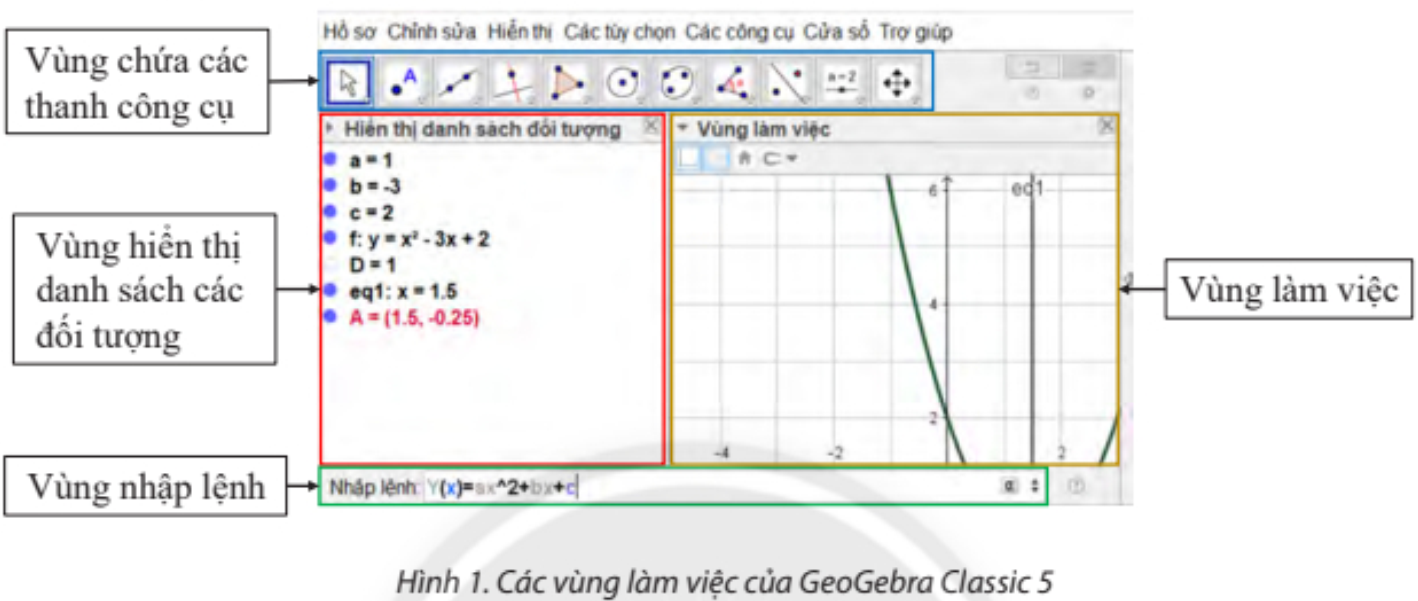 Hồ sơ Chỉnh sửa Hiển thị Các tùy chọn Các công cụ Cửa sổ Trợ giúp
Vùng chứa các
thanh công cụ
A
a=2
Hiển thị danh sách đối tượng
Vùng làm việc
a = 1
b = -3
c = 2
f: y = x² - 3x + 2
D = 1
eq1: x = 1.5
A = (1.5, -0.25)
Vùng hiển thị
danh sách các
đối tượng
6
eq1
4
2
-4
-2
2
Vùng làm việc
Vùng nhập lệnh
Nhập lệnh: Y(x)=ax^2+bx+c
α
Hình 1. Các vùng làm việc của GeoGebra Classic 5